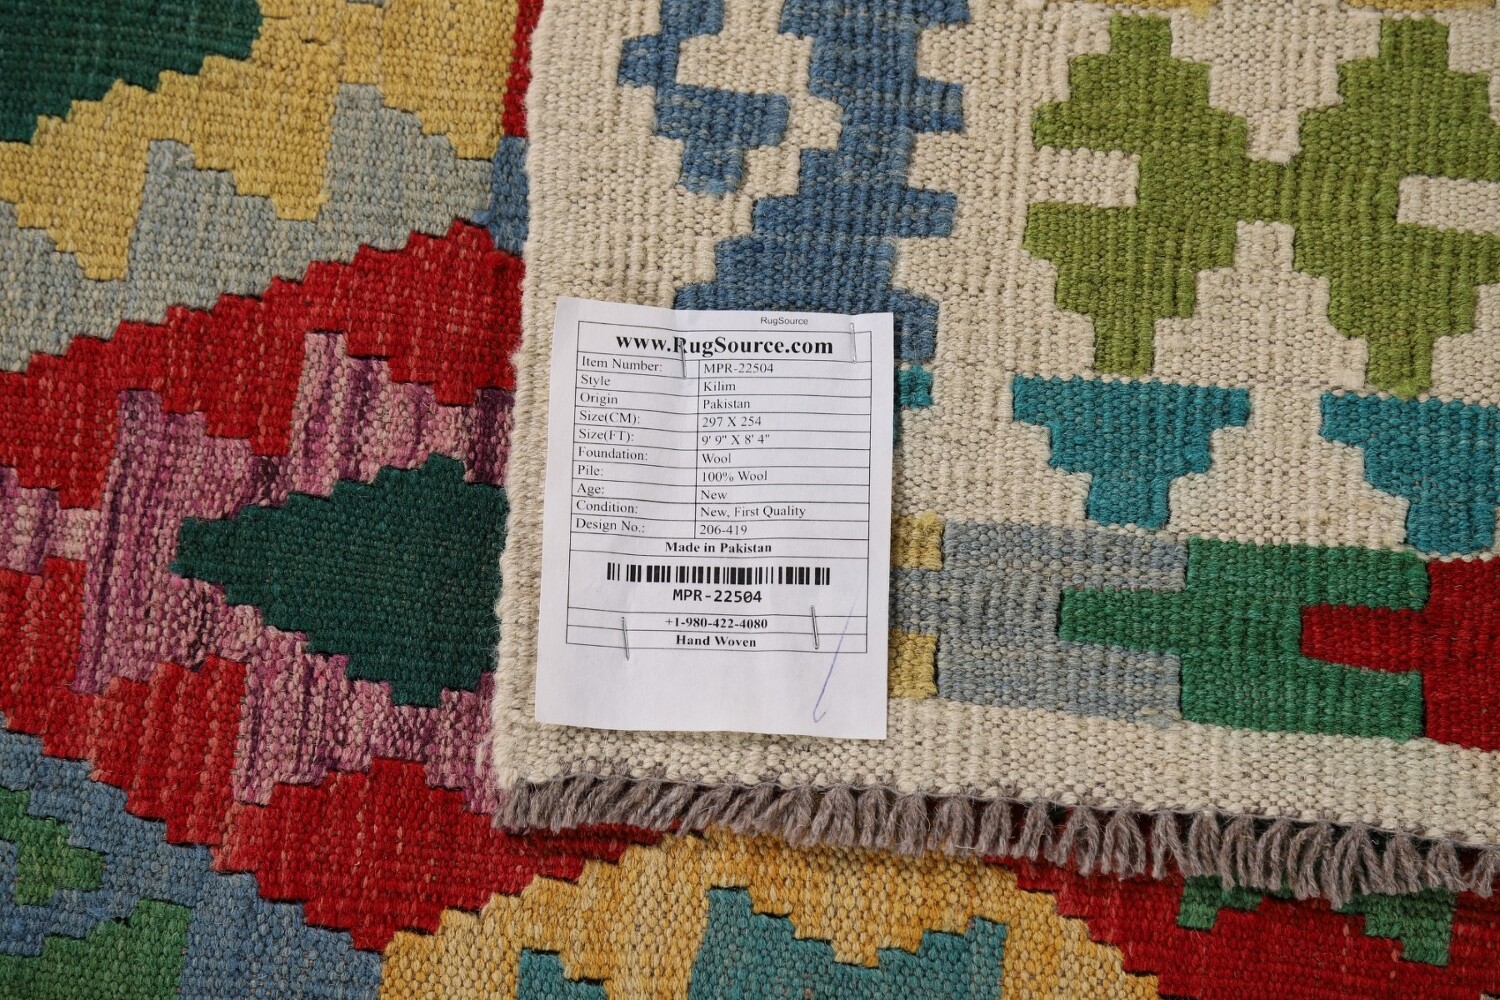 RugSource
www.RugSource.com
Item Number: MPR-22504
Style Kilim
Origin Pakistan
Size(CM): 297 X 254
Size(FT): 9' 9" X 8' 4"
Foundation: Wool
Pile: 100% Wool
Age: New
Condition: New, First Quality
Design No.: 206-419
Made in Pakistan
MPR-22504
+1-980-422-4080
Hand Woven